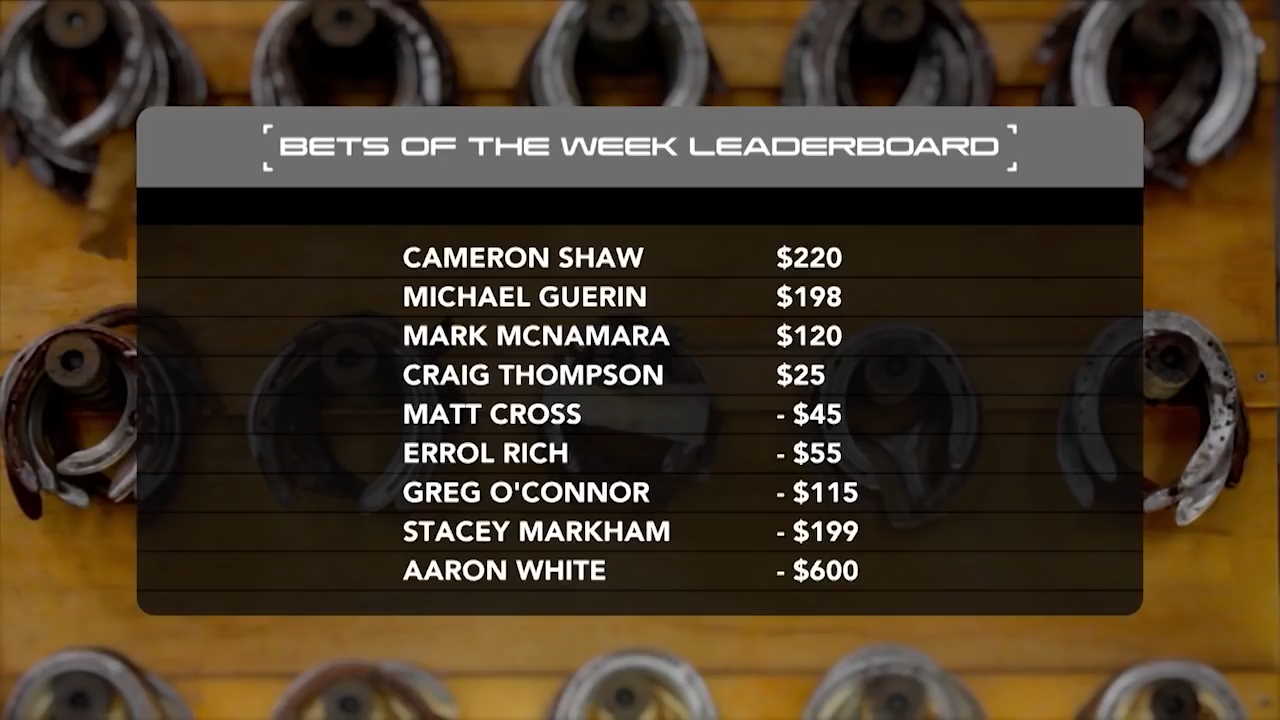 BETS OF THE WEEK LEADERBOARD
CAMERON SHAW $220
MICHAEL GUERIN $198
MARK MCNAMARA $120
CRAIG THOMPSON $25
MATT CROSS - $45
ERROL RICH - $55
GREG O'CONNOR - $115
STACEY MARKHAM - $199
AARON WHITE - $600